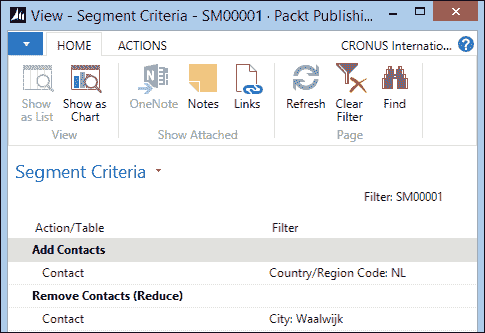 View - Segment Criteria - SM00001 · Packt Publishi...
HOME ACTIONS CRONUS Internatio...
Show as List
Show as Chart
OneNote
Notes
Links
Refresh
Clear Filter
Find
View
Show Attached
Page
Segment Criteria
Filter: SM00001
Action/Table Filter
Add Contacts
Contact Country/Region Code: NL
Remove Contacts (Reduce)
Contact City: Waalwijk